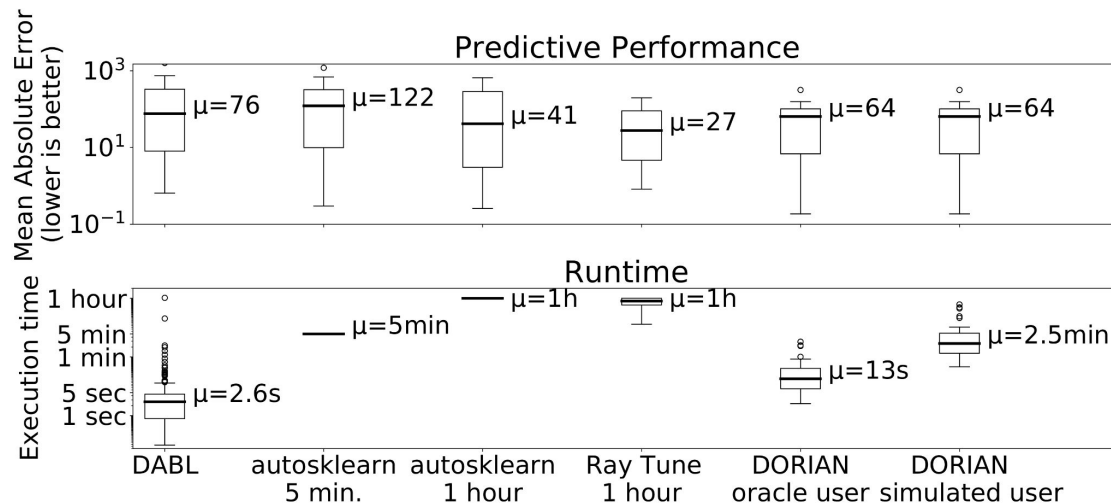 Predictive Performance
Mean Absolute Error
(lower is better)
10³
10¹
10⁻¹
μ=76
μ=122
μ=41
μ=27
μ=64
μ=64
Runtime
Execution time
1 hour
5 min
1 min
5 sec
1 sec
μ=2.6s
μ=5min
μ=1h
μ=1h
μ=13s
μ=2.5min
DABL
autosklearn
5 min.
autosklearn
1 hour
Ray Tune
1 hour
DORIAN
oracle user
DORIAN
simulated user